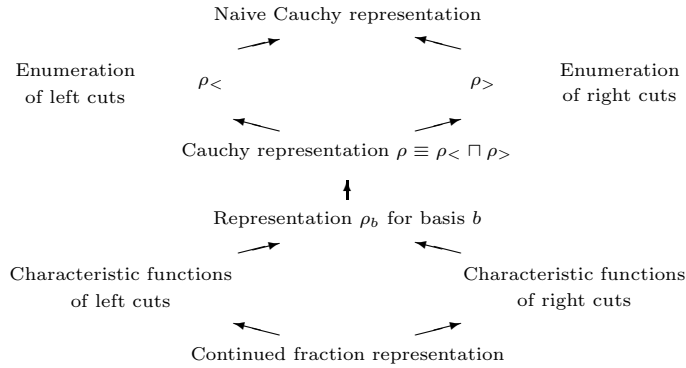 Naive Cauchy representation
Enumeration
of left cuts
ρ<
ρ>
Enumeration
of right cuts
Cauchy representation ρ ≡ ρ< ⊓ ρ>
Representation ρb for basis b
Characteristic functions
of left cuts
Characteristic functions
of right cuts
Continued fraction representation